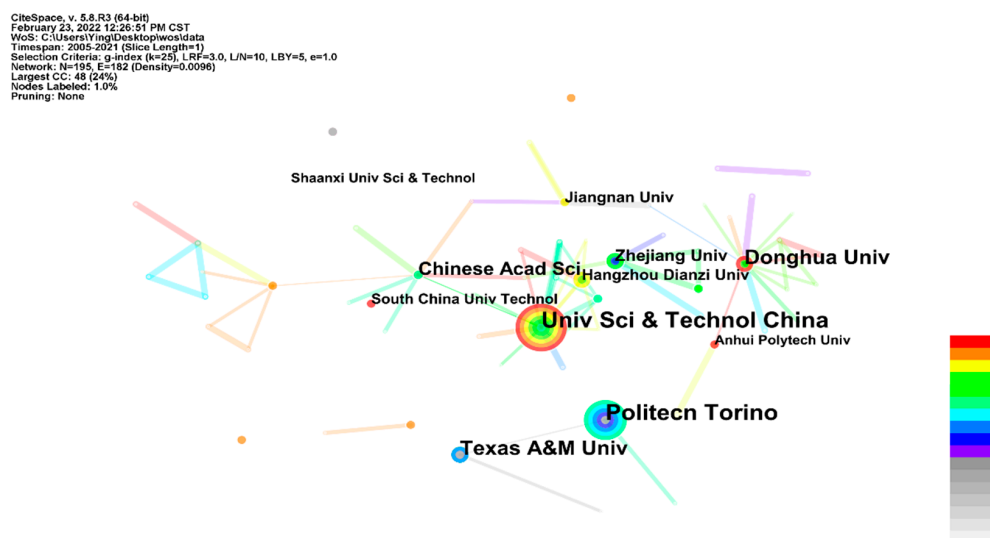 CiteSpace, v. 5.8.R3 (64-bit)
February 23, 2022 12:26:51 PM CST
WoS: C:\Users\Ying\Desktop\wos\data
Timespan: 2005-2021 (Slice Length=1)
Selection Criteria: g-index (k=25), LRF=3.0, L/N=10, LBY=5, e=1.0
Network: N=195, E=182 (Density=0.0096)
Largest CC: 48 (24%)
Nodes Labeled: 1.0%
Pruning: None
Shaanxi Univ Sci & Technol
Jiangnan Univ
Zhejiang Univ
Donghua Univ
Chinese Acad Sci
Hangzhou Dianzi Univ
South China Univ Technol
Univ Sci & Technol China
Anhui Polytech Univ
Politecn Torino
Texas A&M Univ